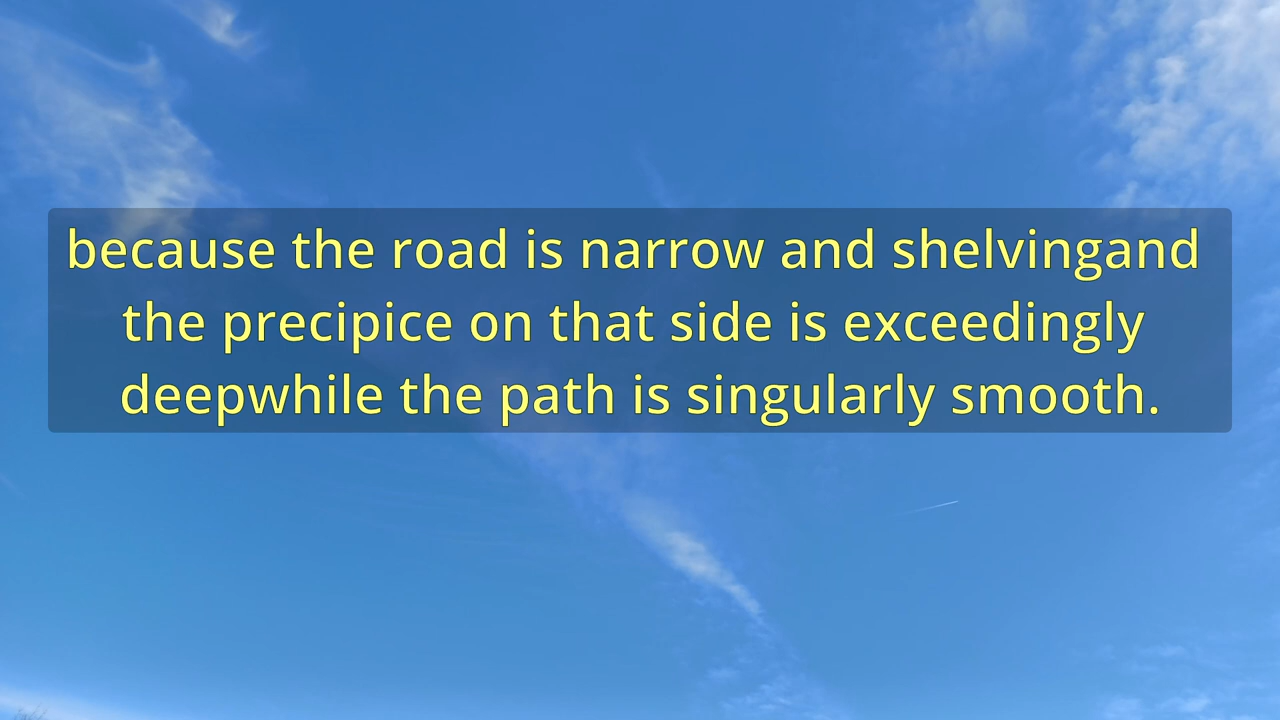 because the road is narrow and shelvingand
the precipice on that side is exceedingly
deepwhile the path is singularly smooth.